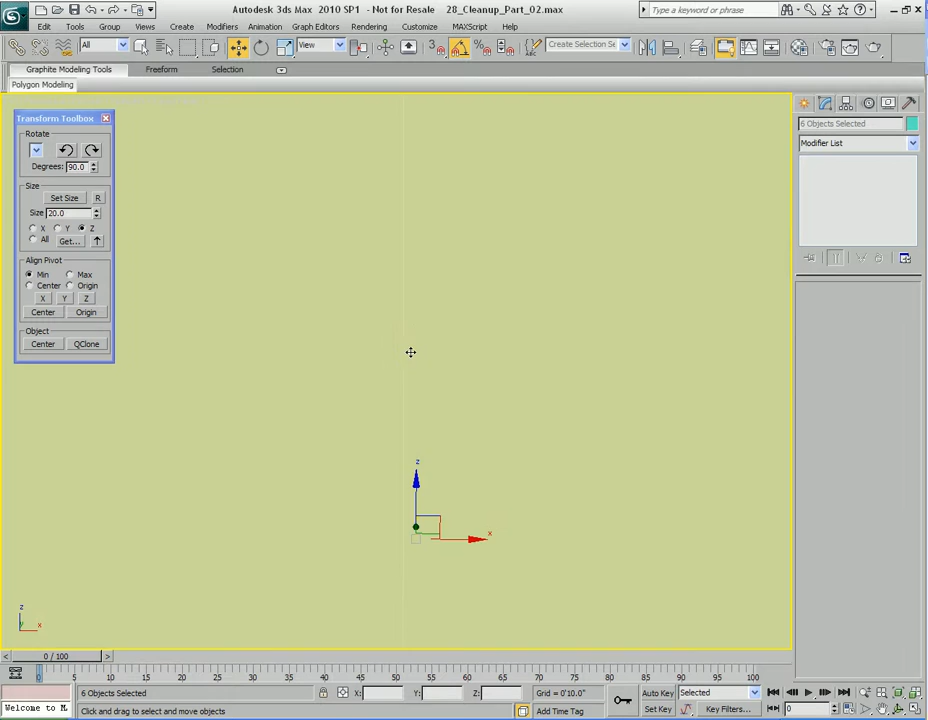 Autodesk 3ds Max 2010 SP1 - Not for Resale 28_Cleanup_Part_02.max
Type a keyword or phrase
Edit Tools Group Views Create Modifiers Animation Graph Editors Rendering Customize MAXScript Help
All View Create Selection Se
Graphite Modeling Tools Freeform Selection
Polygon Modeling
Transform Toolbox
Rotate
Degrees: 90.0
Size
Set Size R
Size 20.0
X Y Z
All Get...
Align Pivot
Min Max
Center Origin
X Y Z
Center Origin
Object
Center QClone
6 Objects Selected
Modifier List
z
x
z
y x
0 / 100
0 5 10 15 20 25 30 35 40 45 50 55 60 65 70 75 80 85 90 95 100
6 Objects Selected X: Y: Z: Grid = 0'10.0" Auto Key Selected
Welcome to M. Click and drag to select and move objects Add Time Tag Set Key Key Filters... 0